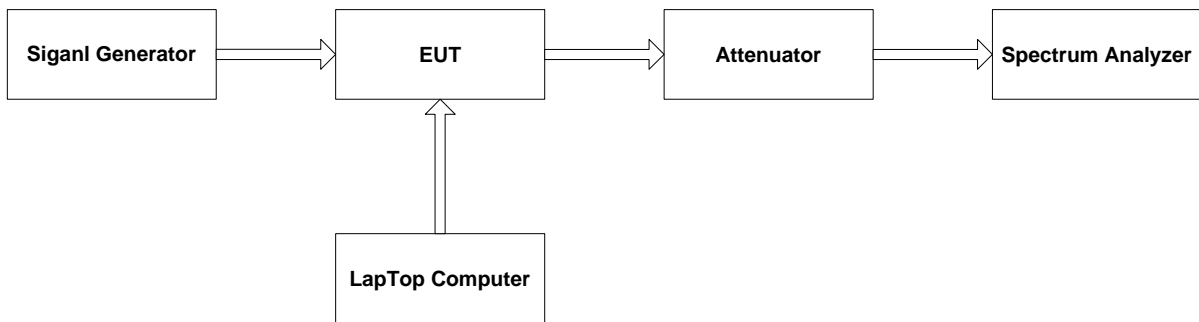 Siganl Generator
EUT
Attenuator
Spectrum Analyzer
LapTop Computer